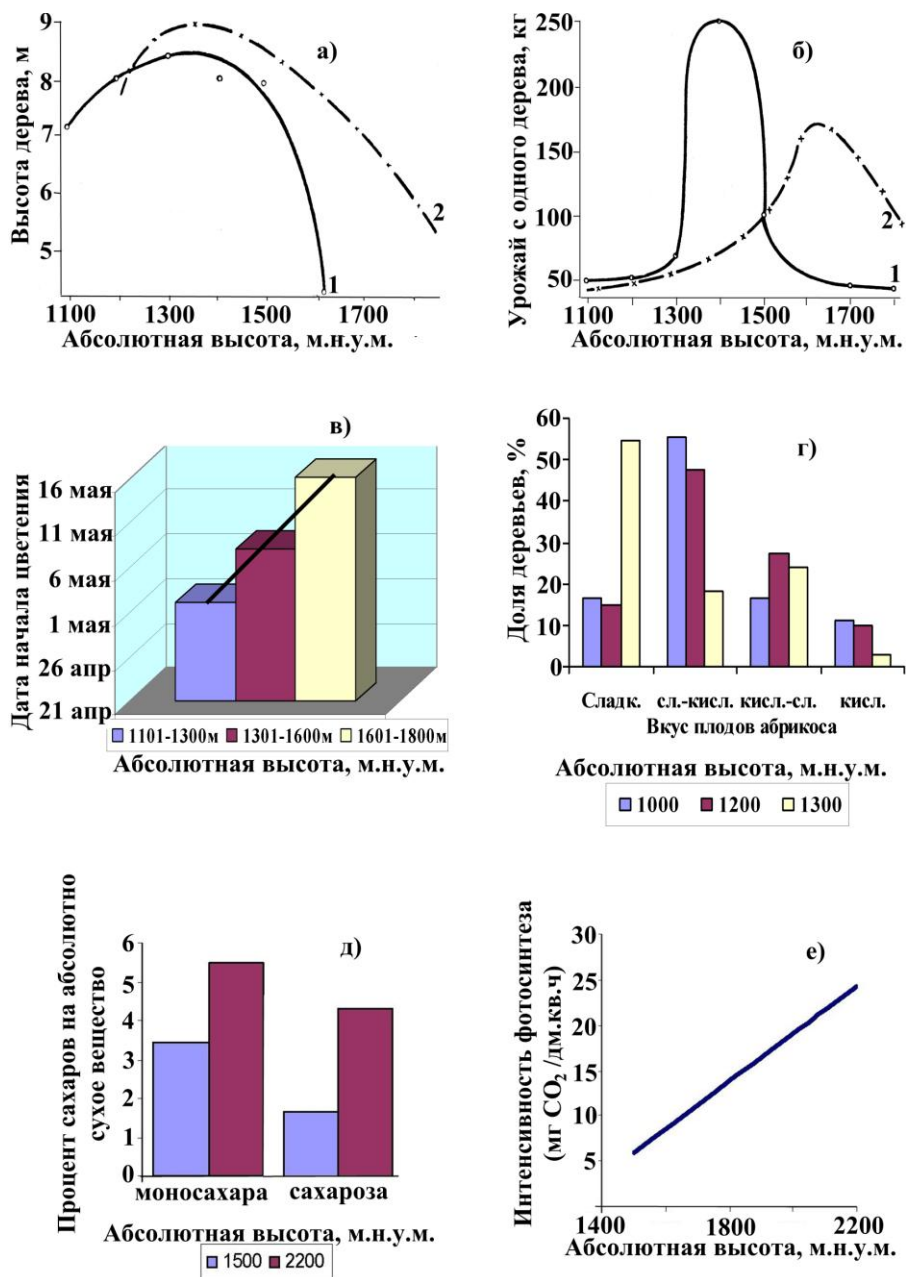 а)
Высота дерева, м
9
8
7
6
5
1100 1300 1500 1700
1
2
Абсолютная высота, м.н.у.м.
б)
Урожай с одного дерева, кг
250
200
150
100
50
1100 1300 1500 1700
1
2
Абсолютная высота, м.н.у.м.
в)
Дата начала цветения
16 мая
11 мая
6 мая
1 мая
26 апр
21 апр
1101-1300м 1301-1600м 1601-1800м
Абсолютная высота, м.н.у.м.
г)
Доля деревьев, %
60
50
40
30
20
10
0
Сладк. сл.-кисл. кисл.-сл. кисл.
Вкус плодов абрикоса
Абсолютная высота, м.н.у.м.
1000 1200 1300
д)
Процент сахаров на абсолютно
сухое вещество
6
5
4
3
2
1
0
моносахара сахароза
Абсолютная высота, м.н.у.м.
1500 2200
е)
Интенсивность фотосинтеза
(мг CO₂ /дм.кв.ч)
30
25
20
15
10
5
1400 1800 2200
Абсолютная высота, м.н.у.м.